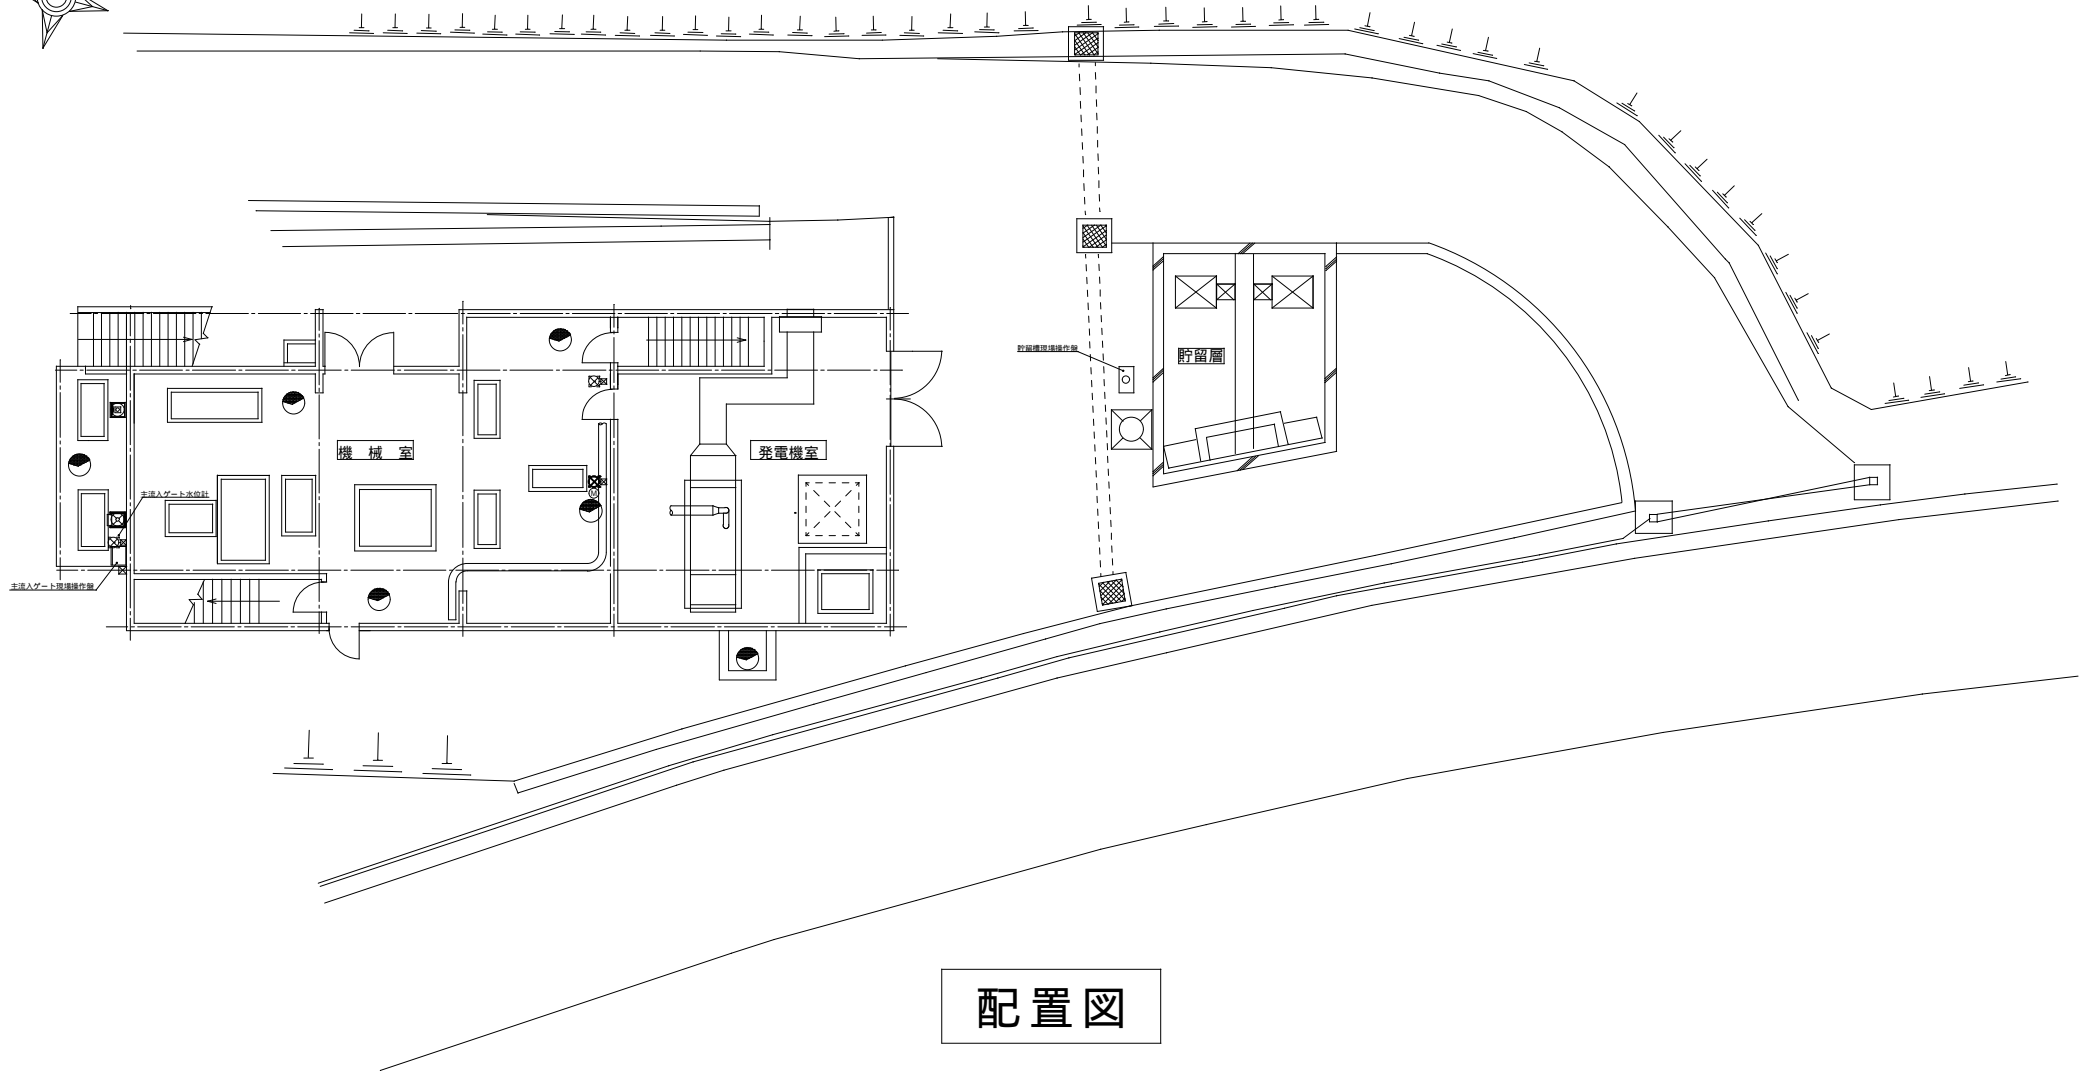 貯留槽現場操作盤
貯留層
機 械 室
発電機室
主流入ゲート水位計
M
主流入ゲート現場操作盤
配置図